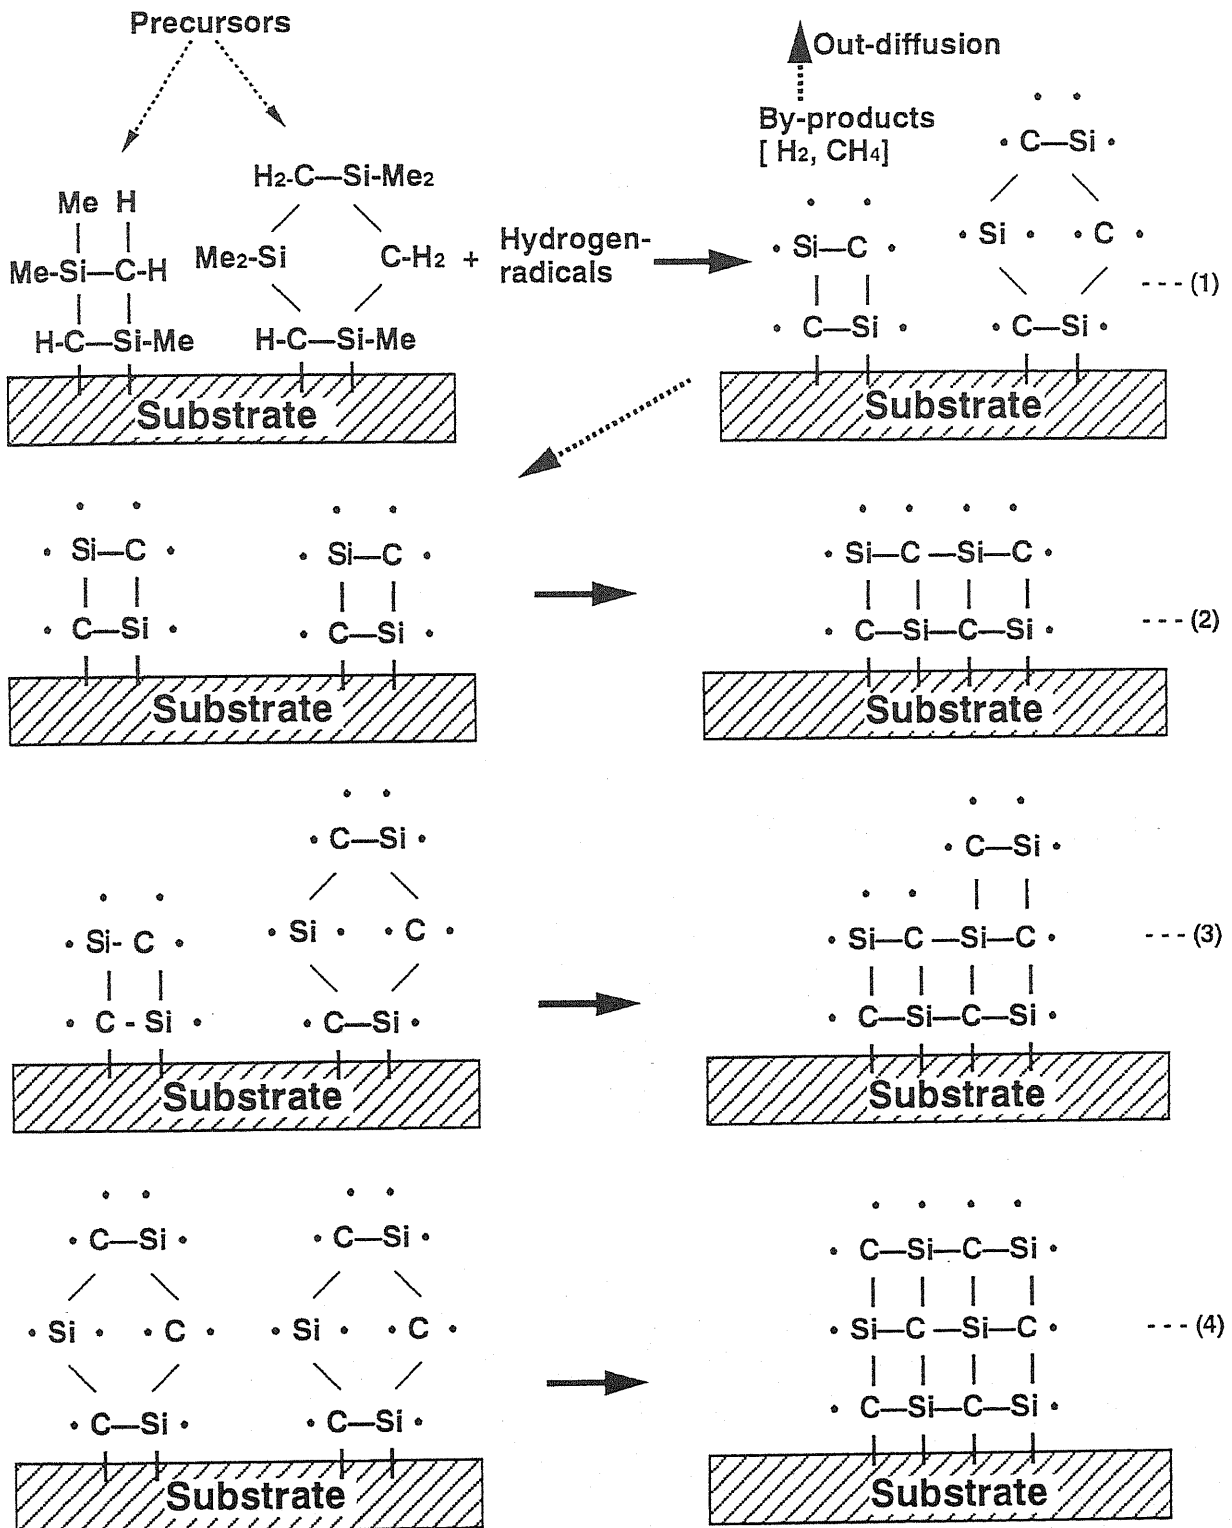 Precursors
Out-diffusion
By-products
[ H2, CH4]
H2-C—Si-Me2
Me H
Me2-Si C-H2 + Hydrogen-
radicals
Me-Si—C-H
H-C—Si-Me
H-C—Si-Me
• C—Si •
Si • • C •
• Si—C •
• C—Si •
• C—Si •
--- (1)
Substrate
Substrate
• Si—C •
• Si—C •
• Si—C—Si—C •
• C—Si •
• C—Si •
• C—Si—C—Si •
--- (2)
Substrate
Substrate
• C—Si •
• C—Si •
• Si- C •
• Si • • C •
• Si—C—Si—C •
--- (3)
• C - Si •
• C—Si •
• C—Si—C—Si •
Substrate
Substrate
• C—Si •
• C—Si •
• C—Si—C—Si •
• Si • • C •
• Si • • C •
• Si—C—Si—C •
--- (4)
• C—Si •
• C—Si •
• C—Si—C—Si •
Substrate
Substrate